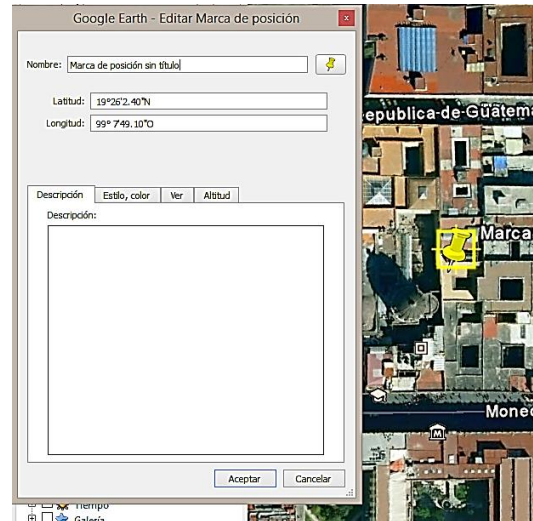 Google Earth - Editar Marca de posición
x
Nombre: Marca de posición sin título
Latitud: 19°26'2.40"N
Longitud: 99° 7'49.10"O
Descripción Estilo, color Ver Altitud
Descripción:
Aceptar Cancelar
Tiempo
Galería
epublica-de-Guatem
Marca
Mone
M